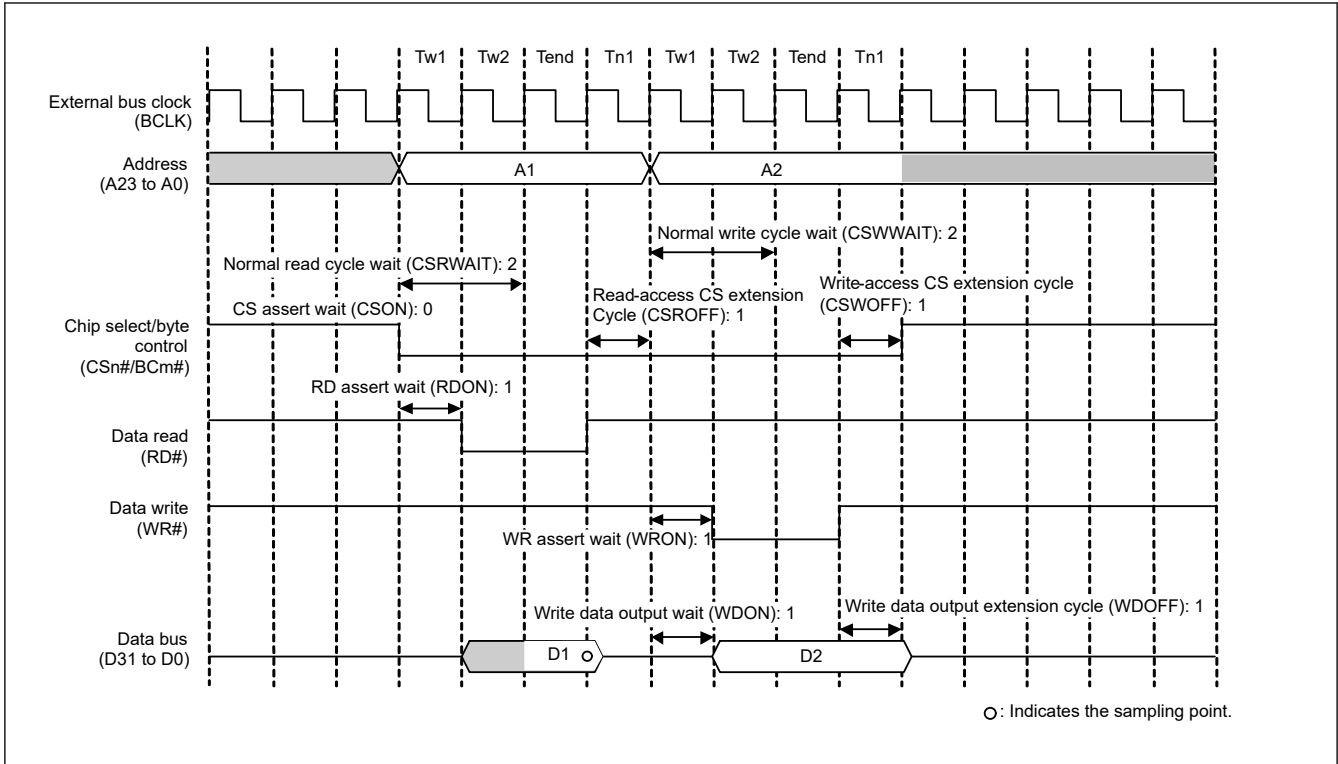 Tw1 Tw2 Tend Tn1 Tw1 Tw2 Tend Tn1
External bus clock
(BCLK)
Address
(A23 to A0)
A1
A2
Normal write cycle wait (CSWWAIT): 2
Normal read cycle wait (CSRWAIT): 2
Read-access CS extension
Cycle (CSROFF): 1
Write-access CS extension cycle
(CSWOFF): 1
CS assert wait (CSON): 0
Chip select/byte
control
(CSn#/BCm#)
RD assert wait (RDON): 1
Data read
(RD#)
Data write
(WR#)
WR assert wait (WRON): 1
Write data output wait (WDON): 1
Write data output extension cycle (WDOFF): 1
Data bus
(D31 to D0)
D1
D2
: Indicates the sampling point.